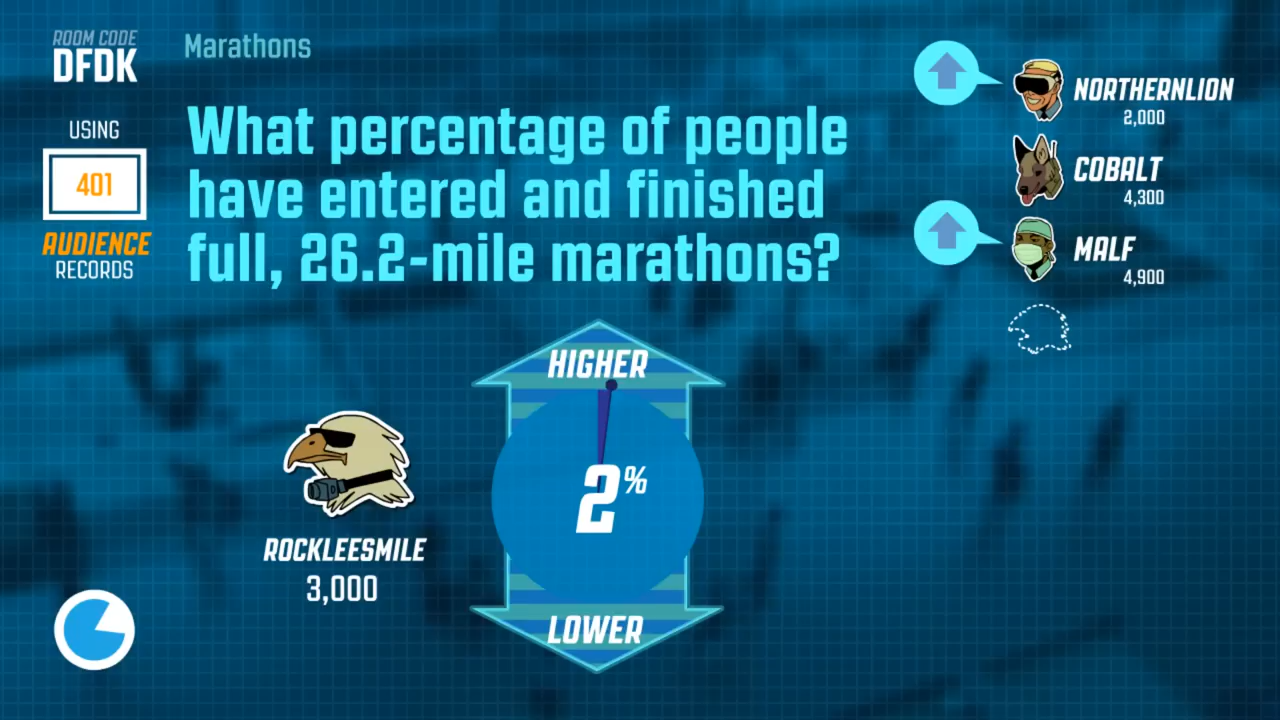 ROOM CODE
DFDK
Marathons
USING
401
AUDIENCE
RECORDS
What percentage of people
have entered and finished
full, 26.2-mile marathons?
NORTHERNLION
2,000
COBALT
4,300
MALF
4,900
HIGHER
2%
LOWER
ROCKLEESMILE
3,000